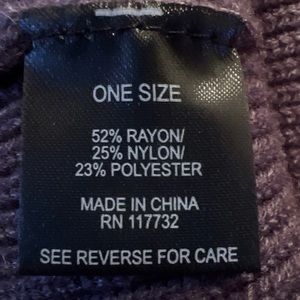 ONE SIZE
52% RAYON/
25% NYLON/
23% POLYESTER
MADE IN CHINA
RN 117732
SEE REVERSE FOR CARE